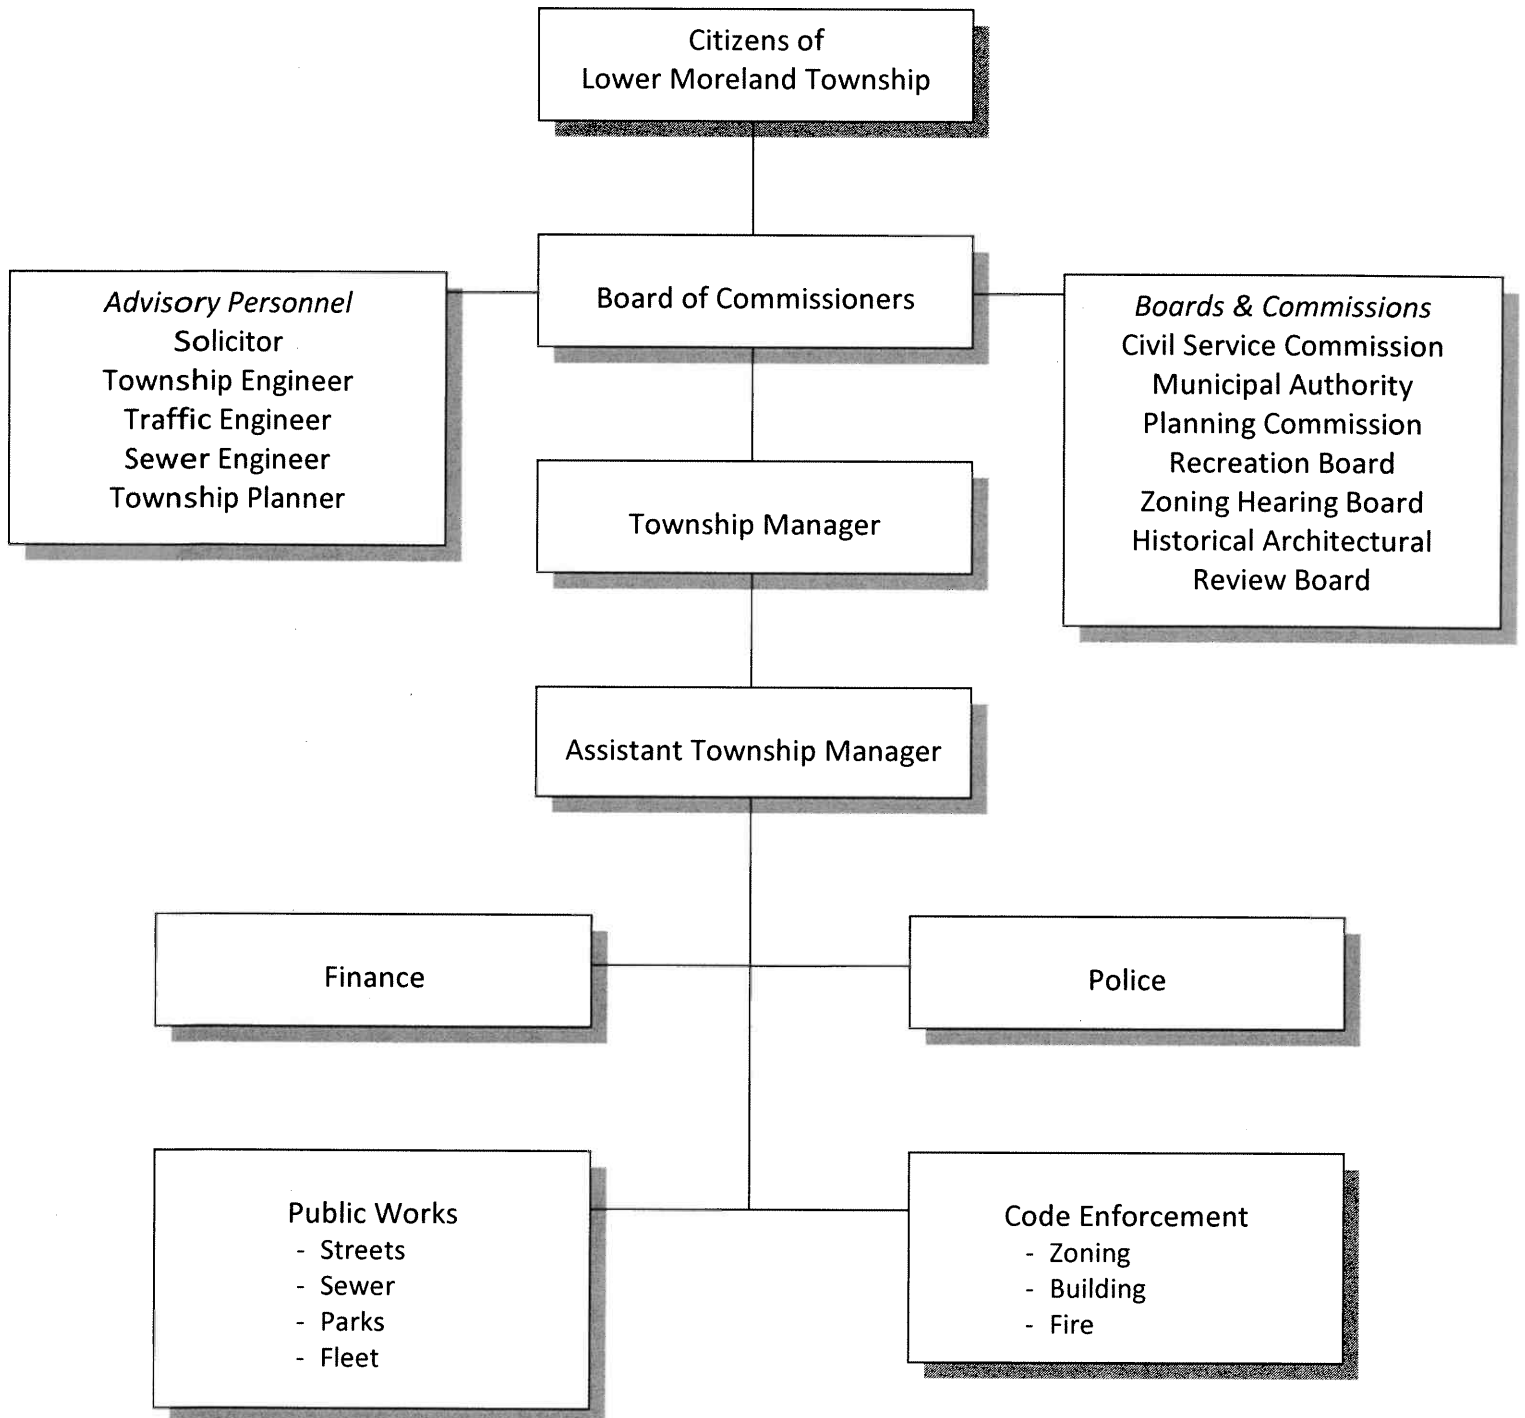 Citizens of
Lower Moreland Township
Board of Commissioners
Advisory Personnel
Solicitor
Township Engineer
Traffic Engineer
Sewer Engineer
Township Planner
Boards & Commissions
Civil Service Commission
Municipal Authority
Planning Commission
Recreation Board
Zoning Hearing Board
Historical Architectural
Review Board
Township Manager
Assistant Township Manager
Finance
Police
Public Works
- Streets
- Sewer
- Parks
- Fleet
Code Enforcement
- Zoning
- Building
- Fire